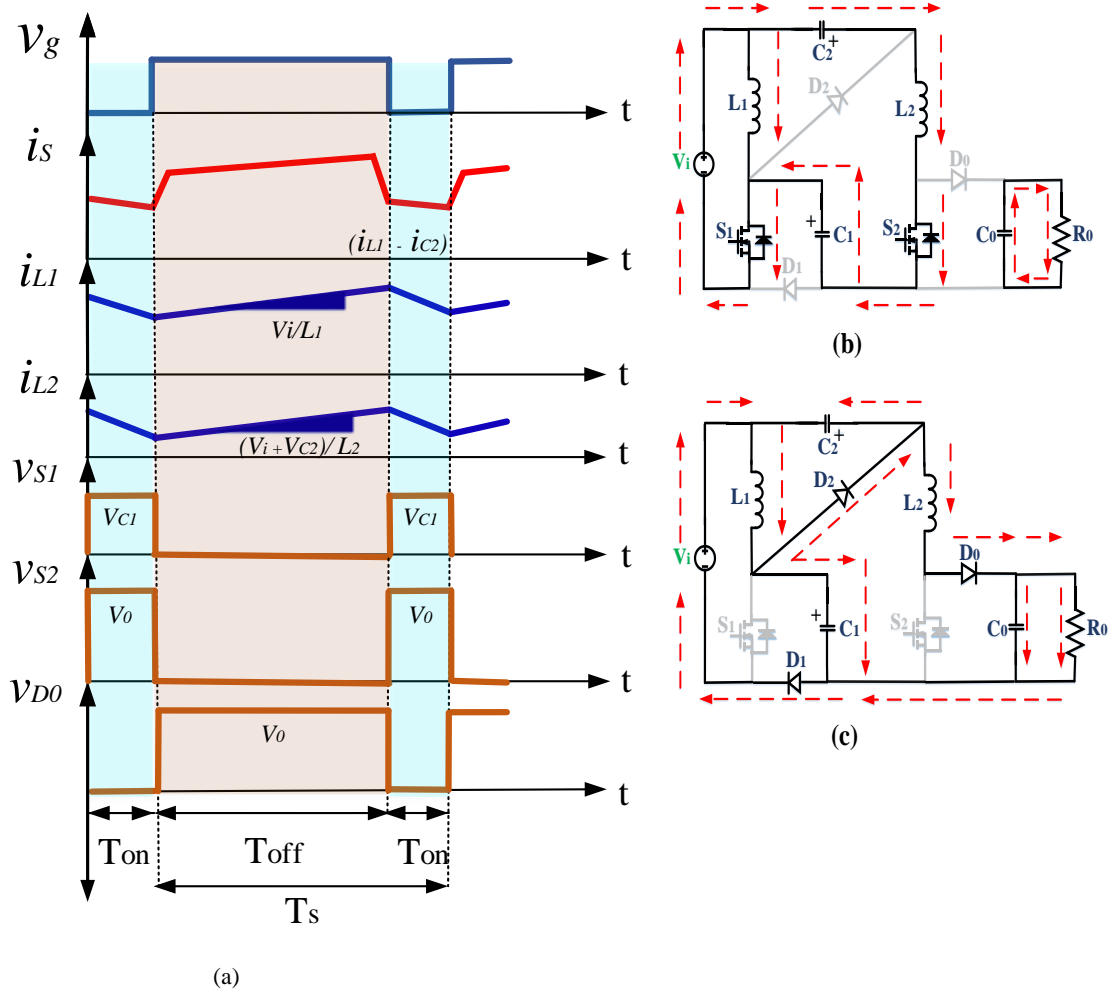 vg
t
iS
(iL1 - iC2)
t
iL1
Vi/L1
t
iL2
(Vi +VC2)/ L2
t
vS1
VC1
VC1
t
vS2
V0
V0
t
vD0
V0
t
Ton
Toff
Ton
Ts
(a)
C2
+
L1
D2
L2
Vi
D0
S1
+
C1
S2
C0
R0
D1
(b)
C2
+
L1
D2
L2
Vi
D0
S1
+
C1
S2
C0
R0
D1
(c)